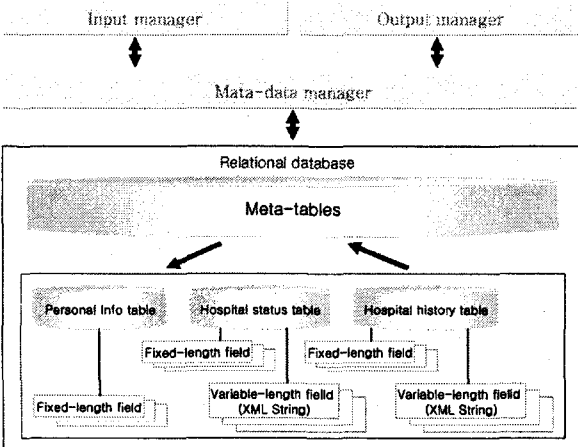 Input manager
Output manager
Mata-data manager
Relational database
Meta-tables
Personal Info table
Hospital status table
Hospital history table
Fixed-length field
Fixed-length field
Fixed-length field
Variable-length field
(XML String)
Variable-length field
(XML String)